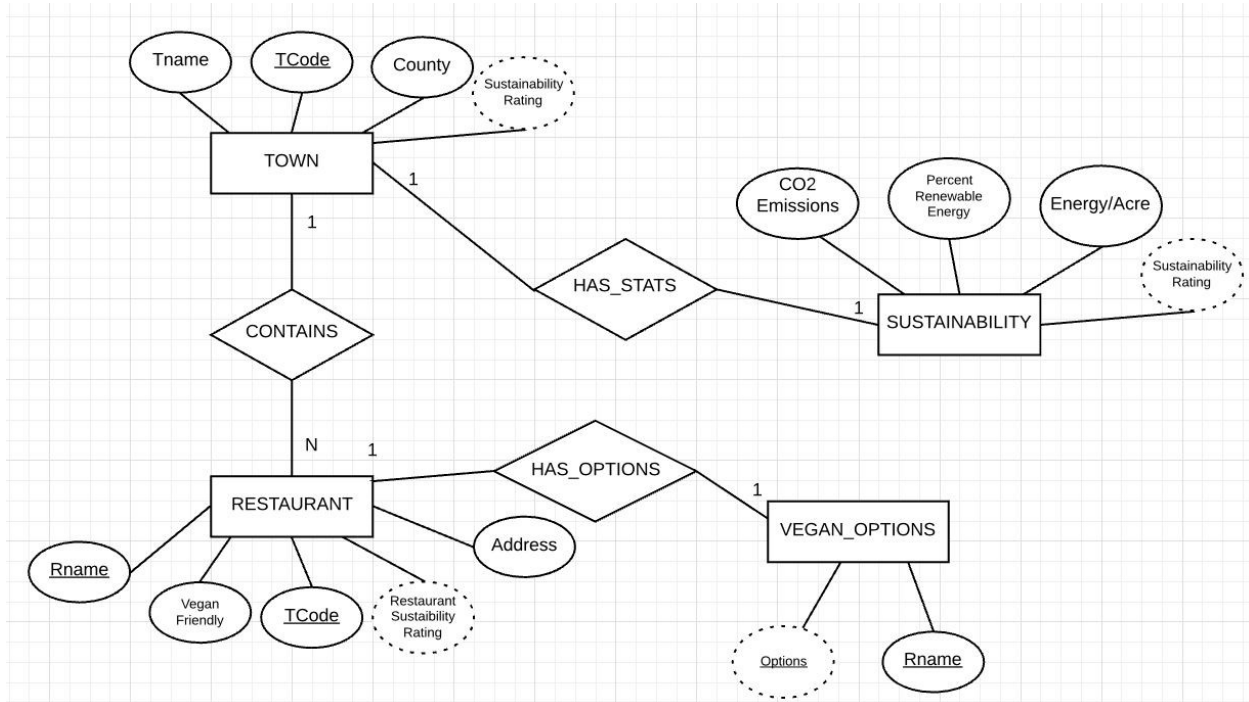 Tname
TCode
County
Sustainability
Rating
TOWN
1
1
CO2
Emissions
Percent
Renewable
Energy
Energy/Acre
Sustainability
Rating
HAS_STATS
1
SUSTAINABILITY
CONTAINS
N
1
HAS_OPTIONS
1
RESTAURANT
VEGAN_OPTIONS
Address
Rname
Vegan
Friendly
TCode
Restaurant
Sustaibility
Rating
Options
Rname